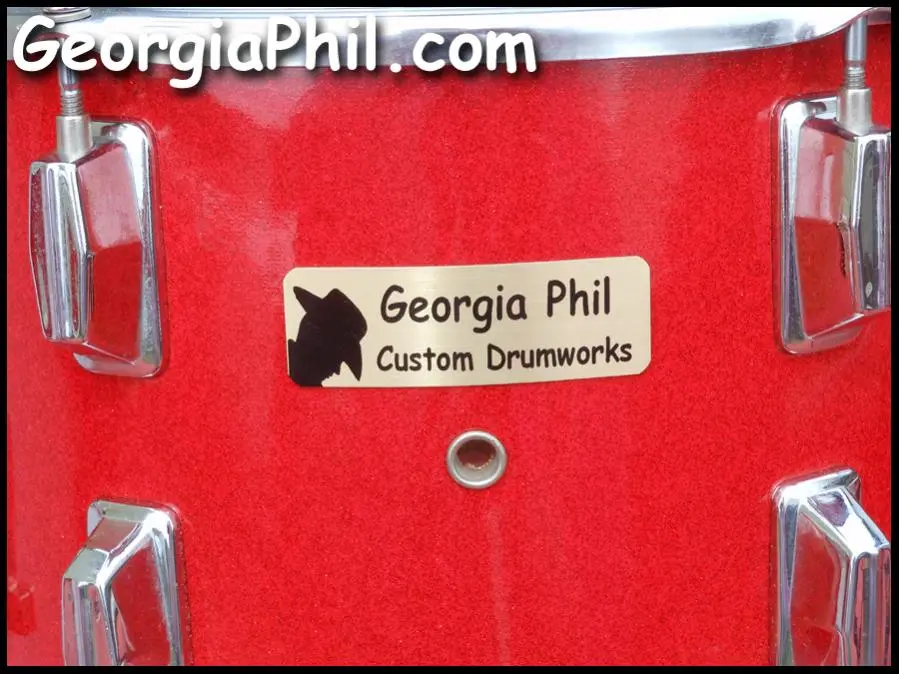 GeorgiaPhil.com
Georgia Phil
Custom Drumworks